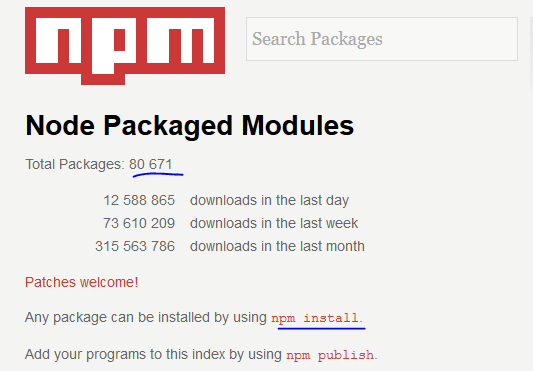 npm
Search Packages
Node Packaged Modules
Total Packages: 80 671
12 588 865 downloads in the last day
73 610 209 downloads in the last week
315 563 786 downloads in the last month
Patches welcome!
Any package can be installed by using npm install.
Add your programs to this index by using npm publish.